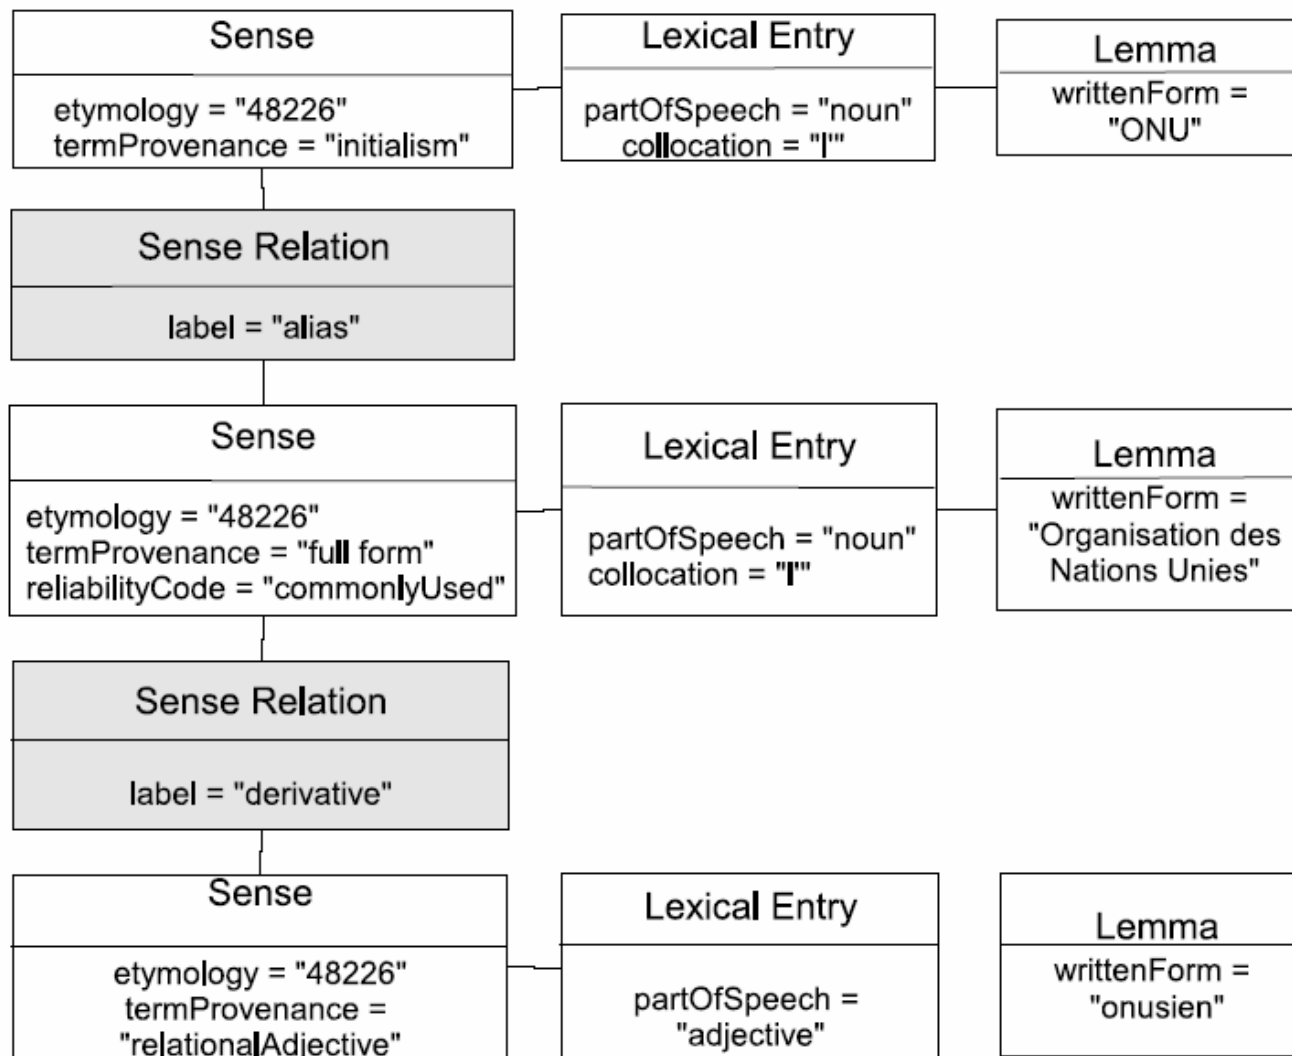 Sense
etymology = "48226"
termProvenance = "initialism"
Lexical Entry
partOfSpeech = "noun"
collocation = "l'"
Lemma
writtenForm =
"ONU"
Sense Relation
label = "alias"
Sense
etymology = "48226"
termProvenance = "full form"
reliabilityCode = "commonlyUsed"
Lexical Entry
partOfSpeech = "noun"
collocation = "l'"
Lemma
writtenForm =
"Organisation des
Nations Unies"
Sense Relation
label = "derivative"
Sense
etymology = "48226"
termProvenance =
"relationalAdjective"
Lexical Entry
partOfSpeech =
"adjective"
Lemma
writtenForm =
"onusien"